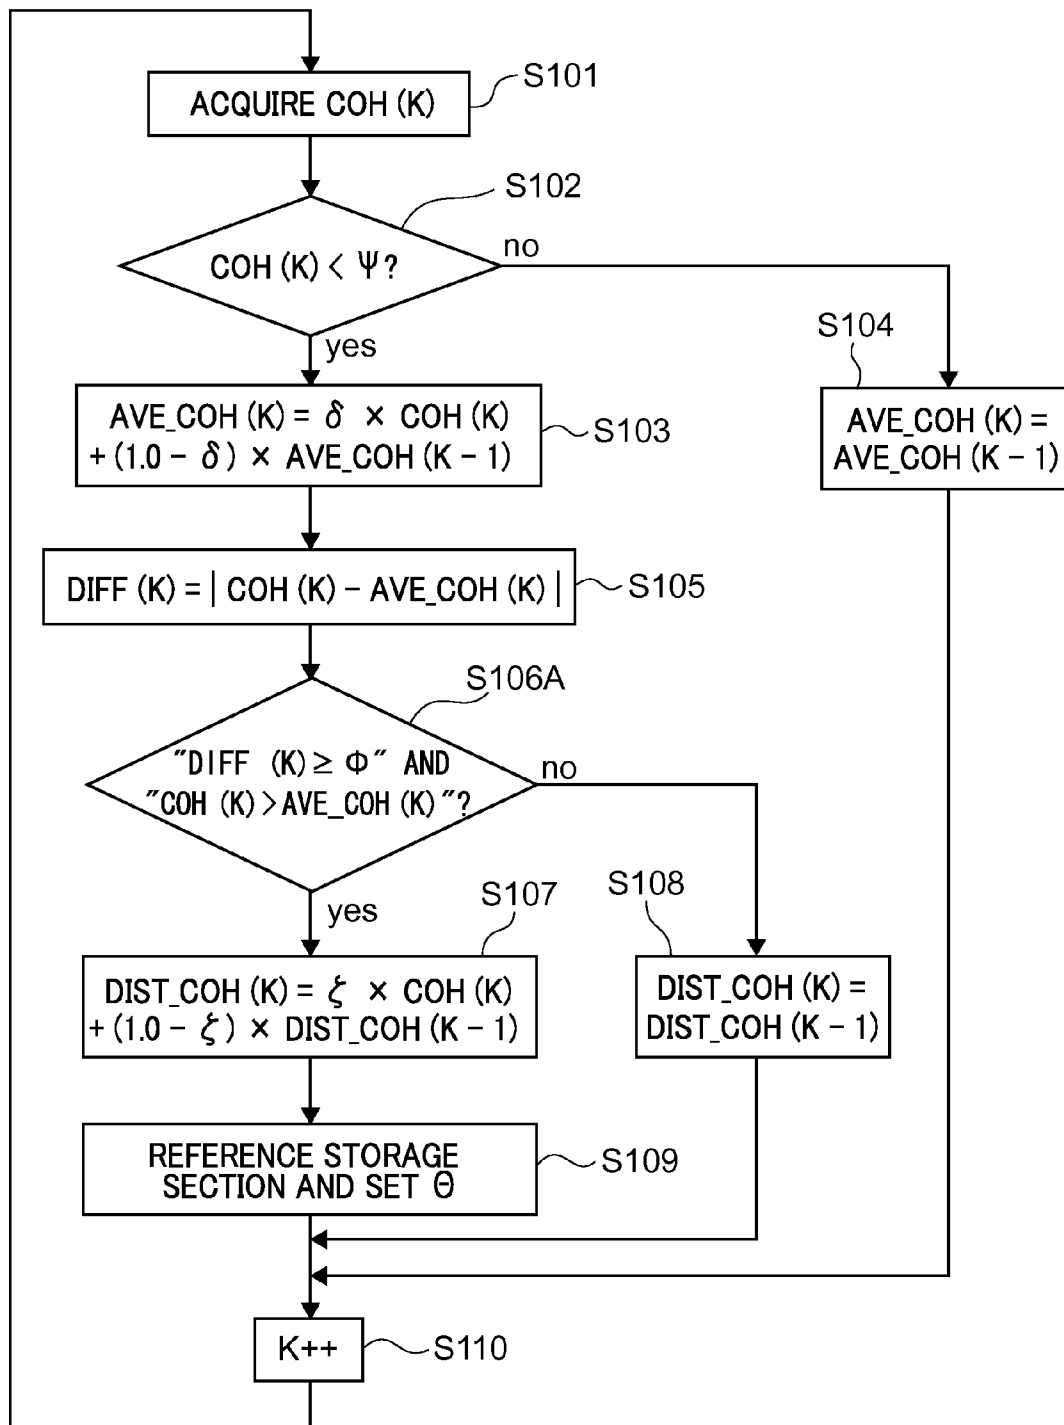 ACQUIRE COH (K)
S101
COH (K) < Ψ?
S102
no
yes
AVE_COH (K) = δ × COH (K)
+ (1.0 − δ) × AVE_COH (K − 1)
S103
S104
AVE_COH (K) =
AVE_COH (K − 1)
DIFF (K) = | COH (K) − AVE_COH (K) |
S105
S106A
"DIFF (K) ≥ Φ" AND
"COH (K) > AVE_COH (K) "?
no
yes
S107
DIST_COH (K) = ζ × COH (K)
+ (1.0 − ζ) × DIST_COH (K − 1)
S108
DIST_COH (K) =
DIST_COH (K − 1)
REFERENCE STORAGE
SECTION AND SET Θ
S109
K++
S110